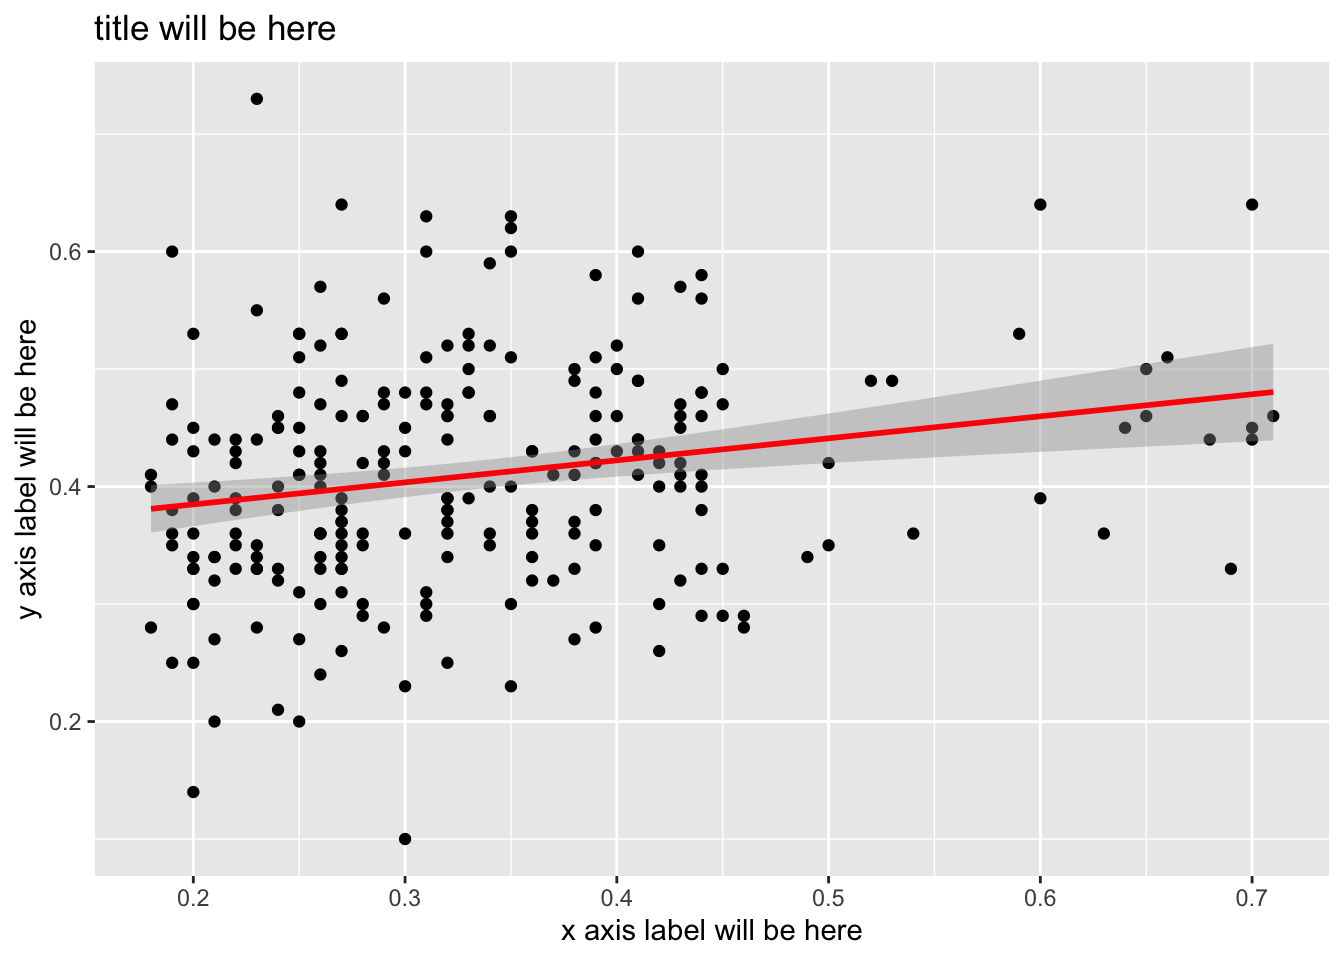 title will be here
y axis label will be here
0.6
0.4
0.2
0.2 0.3 0.4 0.5 0.6 0.7
x axis label will be here